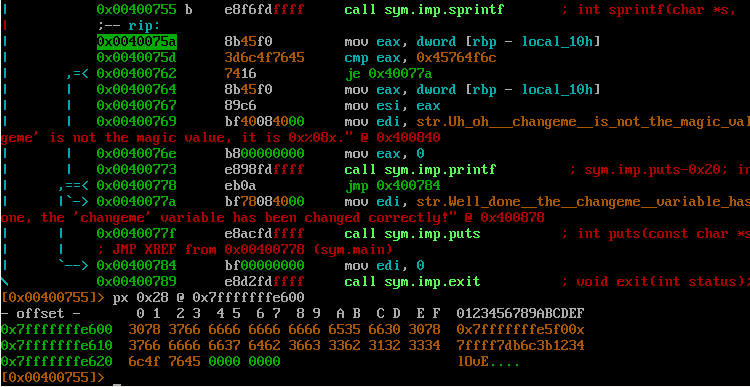 | 0x00400755 b e8f6fdffff call sym.imp.sprintf ; int sprintf(char *s,
| ;-- rip:
| 0x0040075a 8b45f0 mov eax, dword [rbp - local_10h]
| 0x0040075d 3d6c4f7645 cmp eax, 0x45764f6c
| ,=< 0x00400762 7416 je 0x40077a
| | 0x00400764 8b45f0 mov eax, dword [rbp - local_10h]
| | 0x00400767 89c6 mov esi, eax
| | 0x00400769 bf40084000 mov edi, str.Uh_oh___changeme__is_not_the_magic_val
geme' is not the magic value, it is 0x%08x." @ 0x400840
| | 0x0040076e b800000000 mov eax, 0
| | 0x00400773 e898fdffff call sym.imp.printf ; sym.imp.puts-0x20; in
| ,==< 0x00400778 eb0a jmp 0x400784
| |`-> 0x0040077a bf78084000 mov edi, str.Well_done__the__changeme__variable_has
one, the 'changeme' variable has been changed correctly!" @ 0x400878
| | 0x0040077f e8acfdffff call sym.imp.puts ; int puts(const char *s
| | ; JMP XREF from 0x00400778 (sym.main)
| `--> 0x00400784 bf00000000 mov edi, 0
\ 0x00400789 e8d2fdffff call sym.imp.exit ; void exit(int status);
[0x00400755]> px 0x28 @ 0x7fffffffe600
- offset - 0 1 2 3 4 5 6 7 8 9 A B C D E F 0123456789ABCDEF
0x7fffffffe600 3078 3766 6666 6666 6666 6535 6630 3078 0x7fffffffe5f00x
0x7fffffffe610 3766 6666 6637 6462 3663 3362 3132 3334 7ffff7db6c3b1234
0x7fffffffe620 6c4f 7645 0000 0000 lOvE....
[0x00400755]>